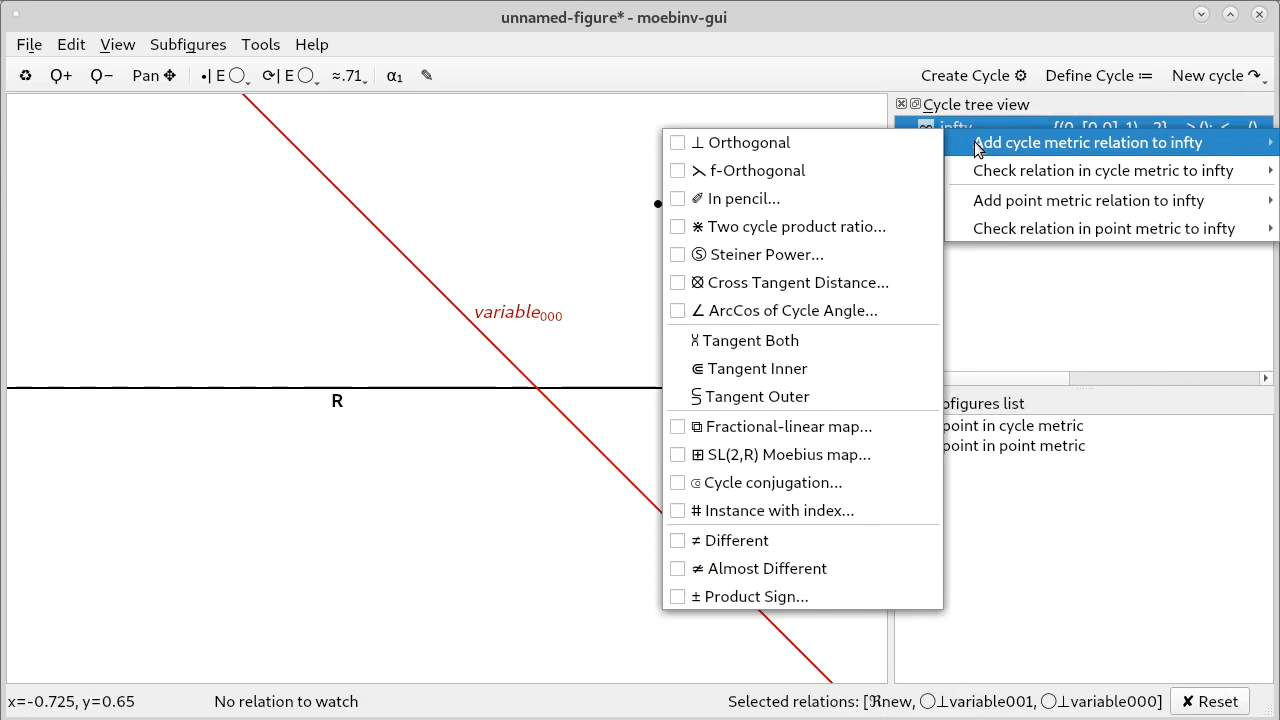 unnamed-figure* - moebinv-gui
File Edit View Subfigures Tools Help
Pan ≈.71 α₁ Create Cycle Define Cycle New cycle
Cycle tree view
infty
Add cycle metric relation to infty
Check relation in cycle metric to infty
Add point metric relation to infty
Check relation in point metric to infty
⊥ Orthogonal
⋋ f-Orthogonal
✐ In pencil...
⋇ Two cycle product ratio...
Ⓢ Steiner Power...
Cross Tangent Distance...
∠ ArcCos of Cycle Angle...
Tangent Both
⋐ Tangent Inner
Tangent Outer
⧉ Fractional-linear map...
⊞ SL(2,R) Moebius map...
Cycle conjugation...
# Instance with index...
≠ Different
≄ Almost Different
± Product Sign...
variable₀₀₀
R
figures list
point in cycle metric
point in point metric
x=-0.725, y=0.65 No relation to watch Selected relations: [ℜnew, ◯⊥variable001, ◯⊥variable000] ✘ Reset